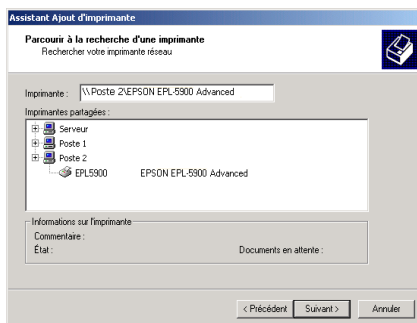 Assistant Ajout d'imprimante
Parcourir à la recherche d'une imprimante
Rechercher votre imprimante réseau
Imprimante : \\Poste 2\EPSON EPL-5900 Advanced
Imprimantes partagées :
Serveur
Poste 1
Poste 2
EPL5900 EPSON EPL-5900 Advanced
Informations sur l'imprimante
Commentaire :
État : Documents en attente :
< Précédent Suivant > Annuler